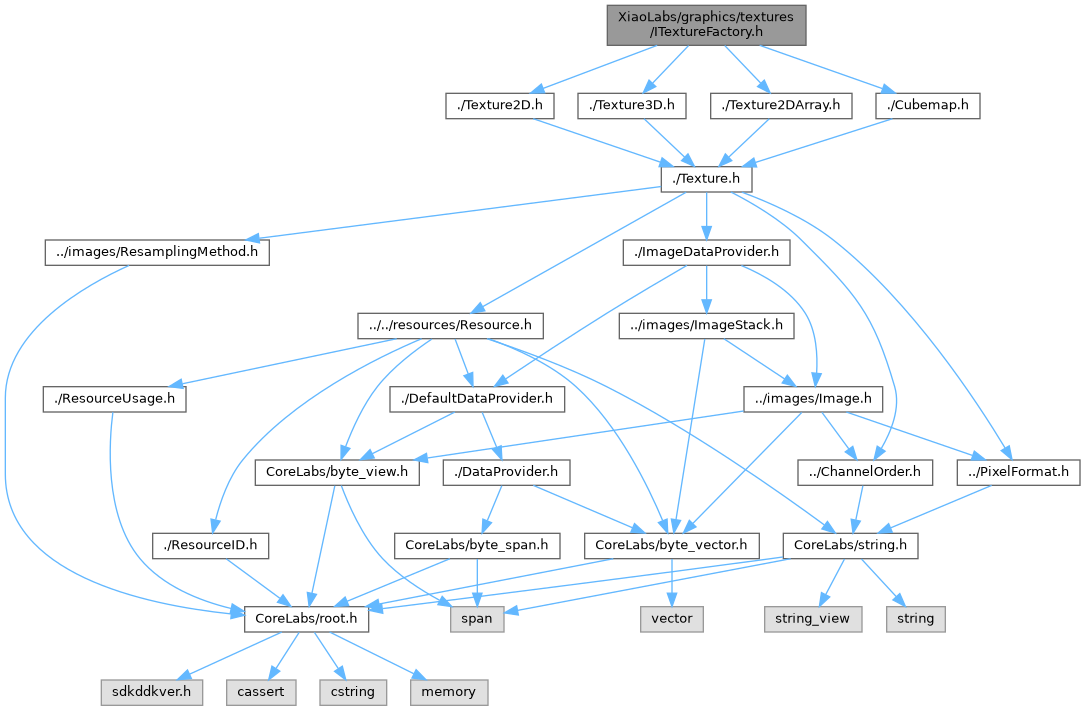 XiaoLabs/graphics/textures
/ITextureFactory.h
./Texture2D.h
./Texture3D.h
./Texture2DArray.h
./Cubemap.h
./Texture.h
../images/ResamplingMethod.h
./ImageDataProvider.h
../../resources/Resource.h
../images/ImageStack.h
./ResourceUsage.h
./DefaultDataProvider.h
../images/Image.h
CoreLabs/byte_view.h
./DataProvider.h
../ChannelOrder.h
../PixelFormat.h
./ResourceID.h
CoreLabs/byte_span.h
CoreLabs/byte_vector.h
CoreLabs/string.h
CoreLabs/root.h
span
vector
string_view
string
sdkddkver.h
cassert
cstring
memory